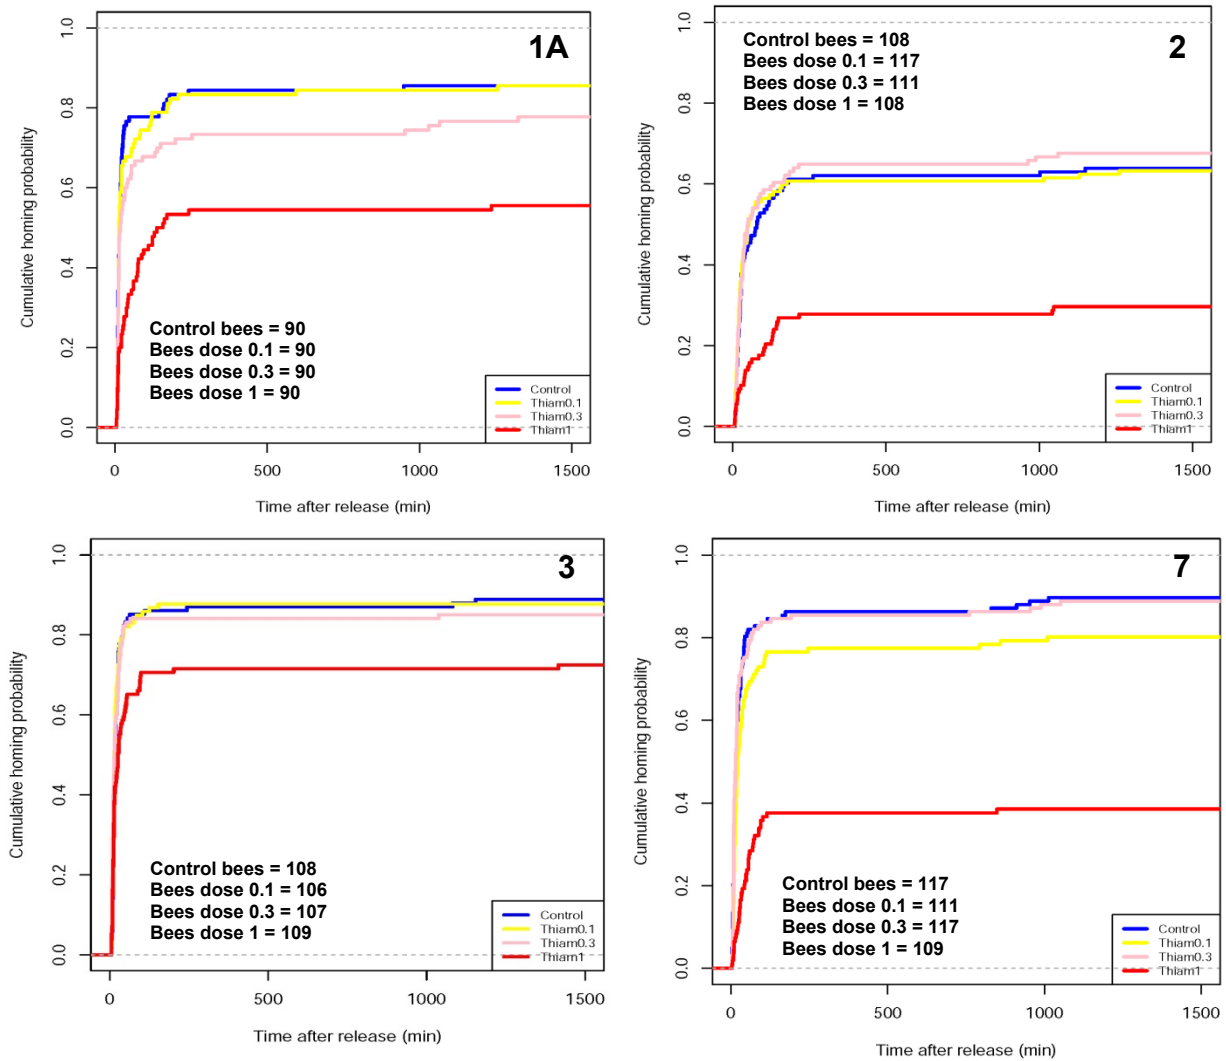 1A
1.0
0.8
0.6
0.4
0.2
0.0
Cumulative homing probability
Control bees = 90
Bees dose 0.1 = 90
Bees dose 0.3 = 90
Bees dose 1 = 90
Control
Thiam0.1
Thiam0.3
Thiam1
0 500 1000 1500
Time after release (min)
2
1.0
0.8
0.6
0.4
0.2
0.0
Cumulative homing probability
Control bees = 108
Bees dose 0.1 = 117
Bees dose 0.3 = 111
Bees dose 1 = 108
Control
Thiam0.1
Thiam0.3
Thiam1
0 500 1000 1500
Time after release (min)
3
1.0
0.8
0.6
0.4
0.2
0.0
Cumulative homing probability
Control bees = 108
Bees dose 0.1 = 106
Bees dose 0.3 = 107
Bees dose 1 = 109
Control
Thiam0.1
Thiam0.3
Thiam1
0 500 1000 1500
Time after release (min)
7
1.0
0.8
0.6
0.4
0.2
0.0
Cumulative homing probability
Control bees = 117
Bees dose 0.1 = 111
Bees dose 0.3 = 117
Bees dose 1 = 109
Control
Thiam0.1
Thiam0.3
Thiam1
0 500 1000 1500
Time after release (min)